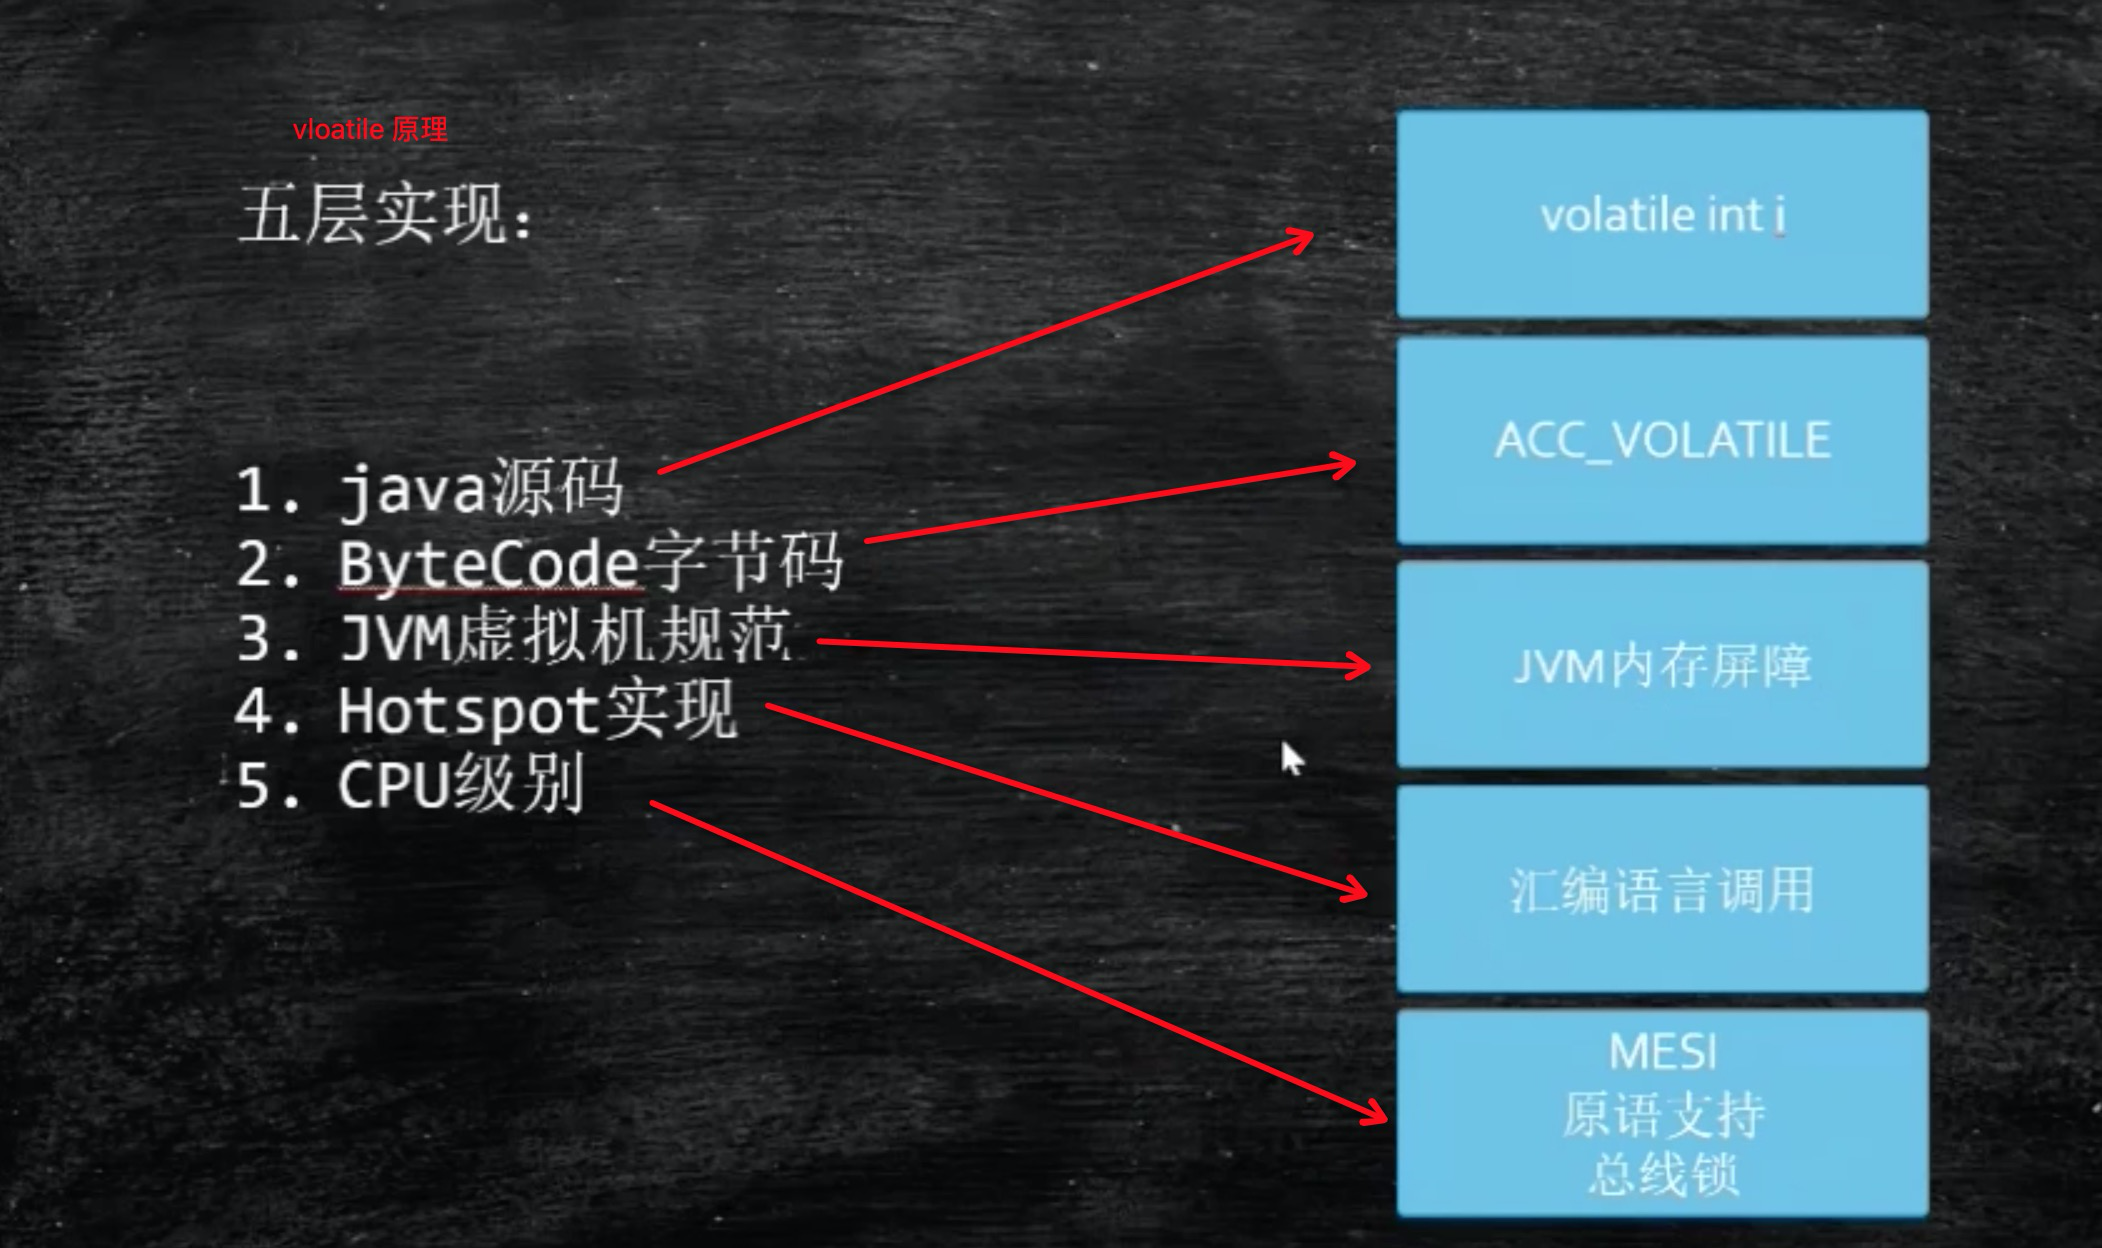 vloatile 原理
五层实现:
1. java源码
2. ByteCode字节码
3. JVM虚拟机规范
4. Hotspot实现
5. CPU级别
volatile int i
ACC_VOLATILE
JVM内存屏障
汇编语言调用
MESI
原语支持
总线锁